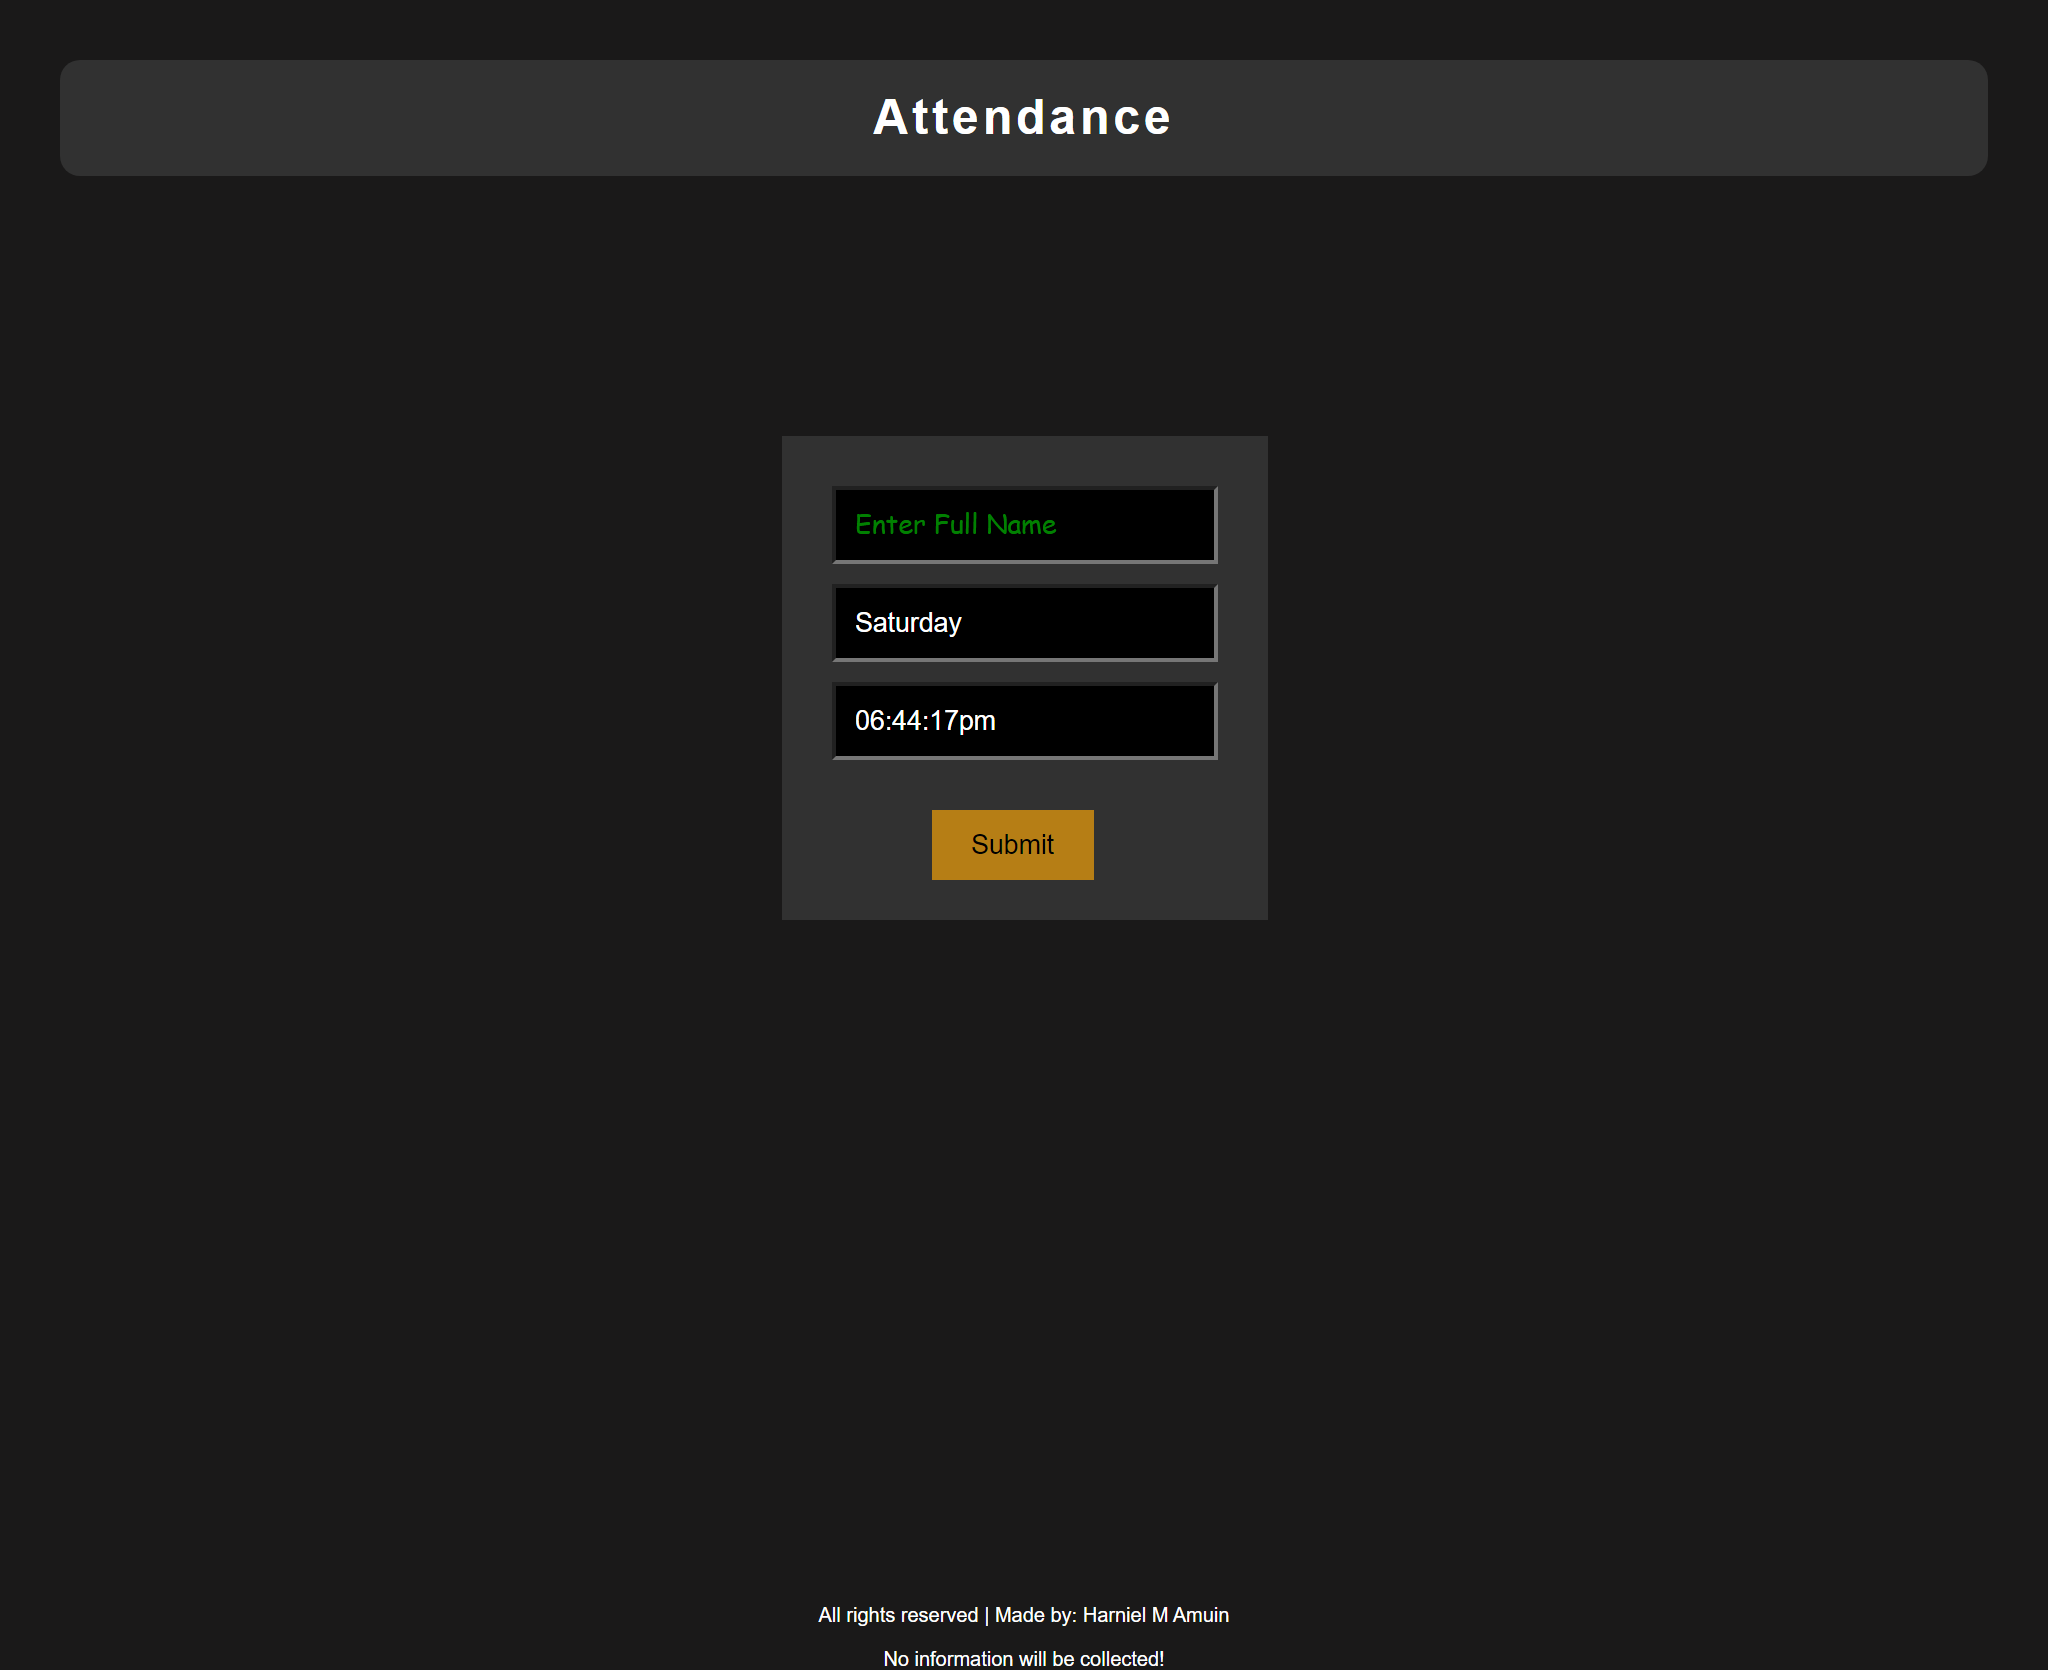 Attendance
Enter Full Name
Saturday
06:44:17pm
Submit
All rights reserved | Made by: Harniel M Amuin
No information will be collected!